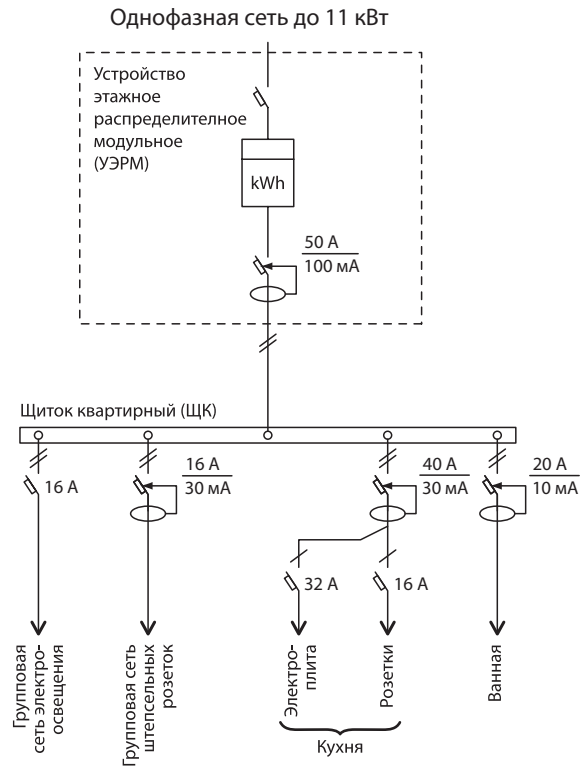 Однофазная сеть до 11 кВт
Устройство
этажное
распределителное
модульное
(УЭРМ)
kWh
50 А
100 мА
Щиток квартирный (ЩК)
16 А
16 А
30 мА
40 А
30 мА
20 А
10 мА
32 А
16 А
Групповая
сеть электро-
освещения
Групповая сеть
штепсельных
розеток
Электро-
плита
Розетки
Ванная
Кухня